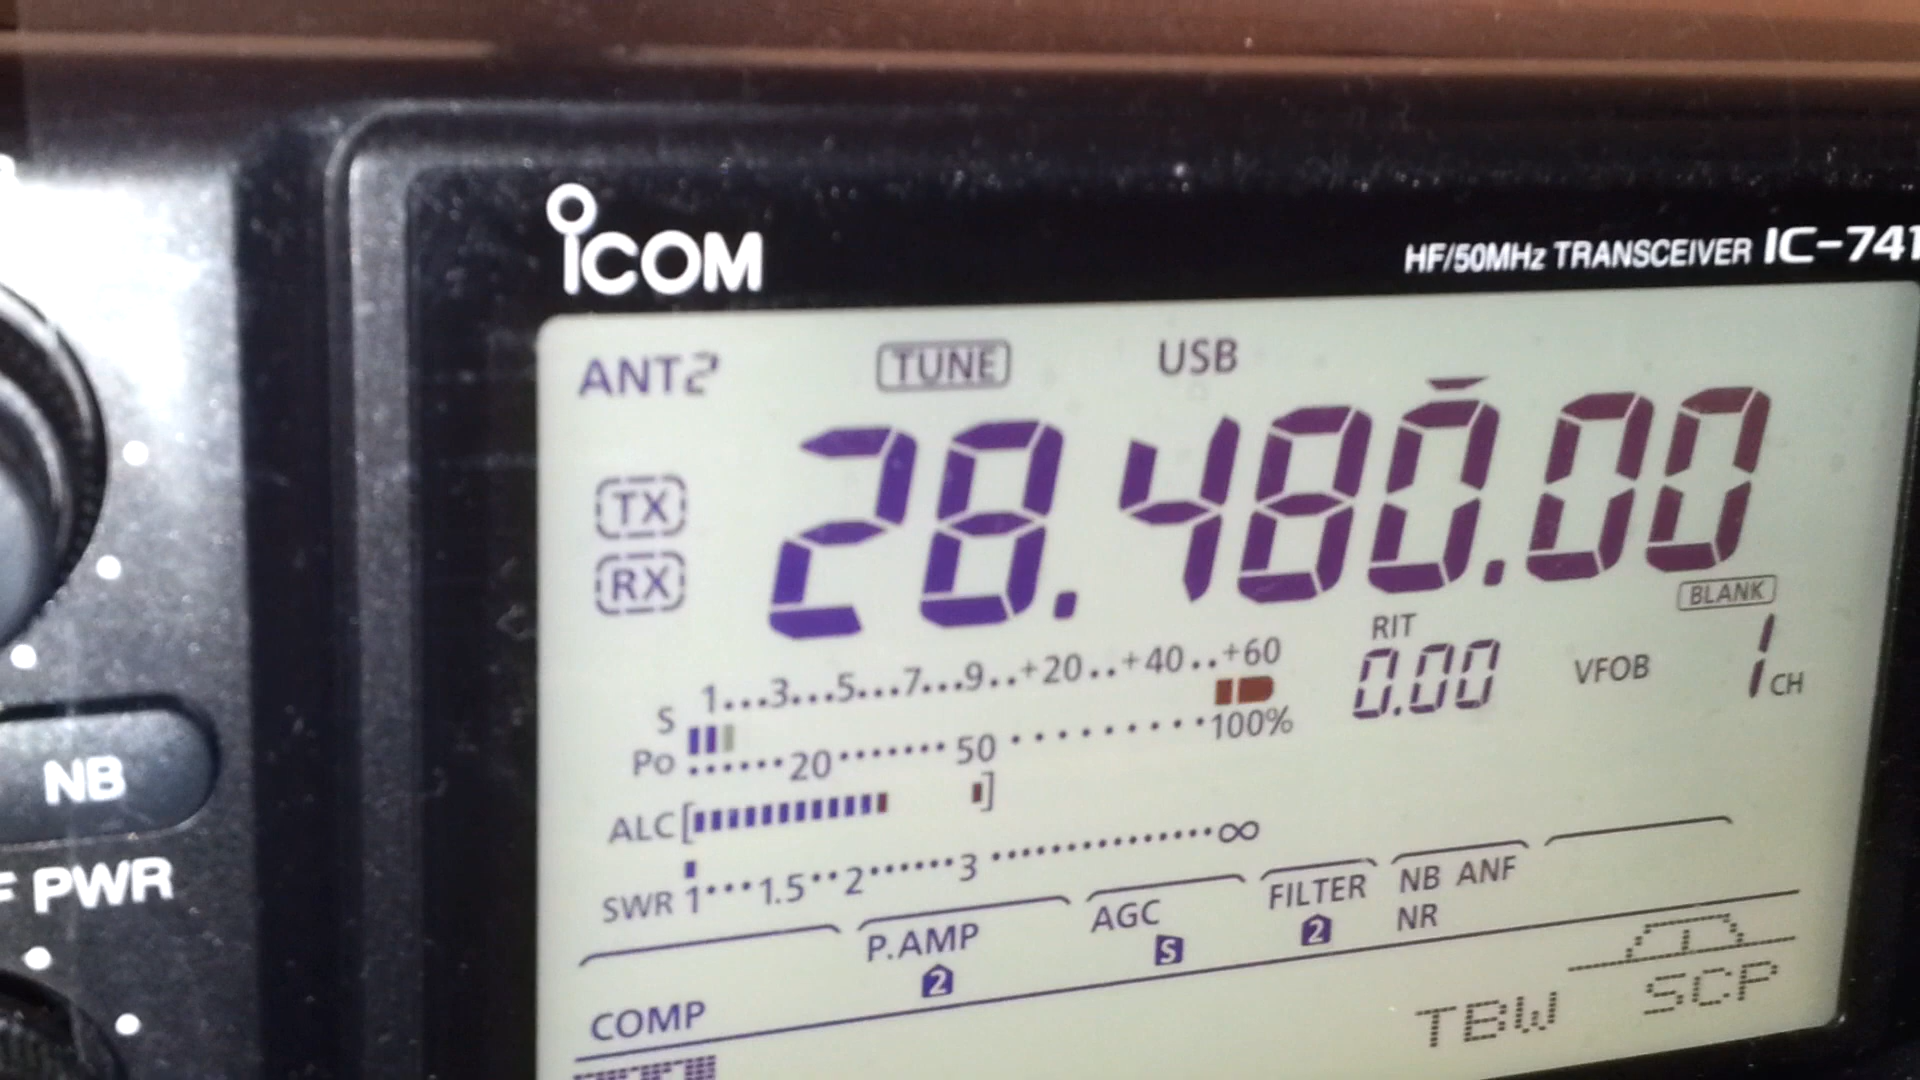 ICOM
HF/50MHz TRANSCEIVER IC-741
ANT2 TUNE USB
28.480.00
TX
RX
BLANK
RIT
0.00 VFOB 1 CH
S 1...3...5...7...9..+20..+40..+60
Po ......20.......50.........100%
ALC
SWR 1···1.5··2······3···············∞
NB
F PWR
P.AMP AGC FILTER NB ANF
2 S 2 NR
COMP
TBW SCP